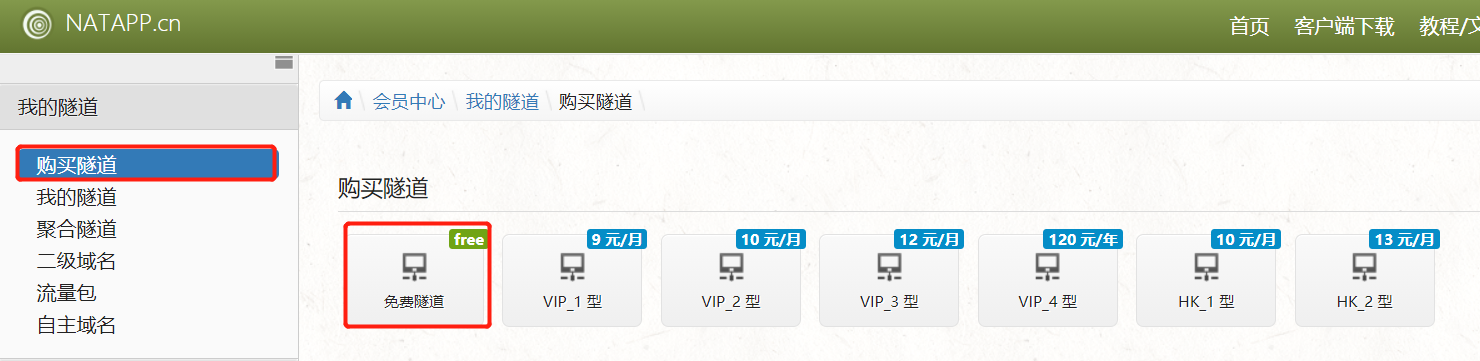 NATAPP.cn
首页 客户端下载 教程/文
我的隧道
会员中心 \ 我的隧道 \ 购买隧道 \
购买隧道
我的隧道
聚合隧道
二级域名
流量包
自主域名
购买隧道
free 9 元/月 10 元/月 12 元/月 120 元/年 10 元/月 13 元/月
免费隧道 VIP_1 型 VIP_2 型 VIP_3 型 VIP_4 型 HK_1 型 HK_2 型